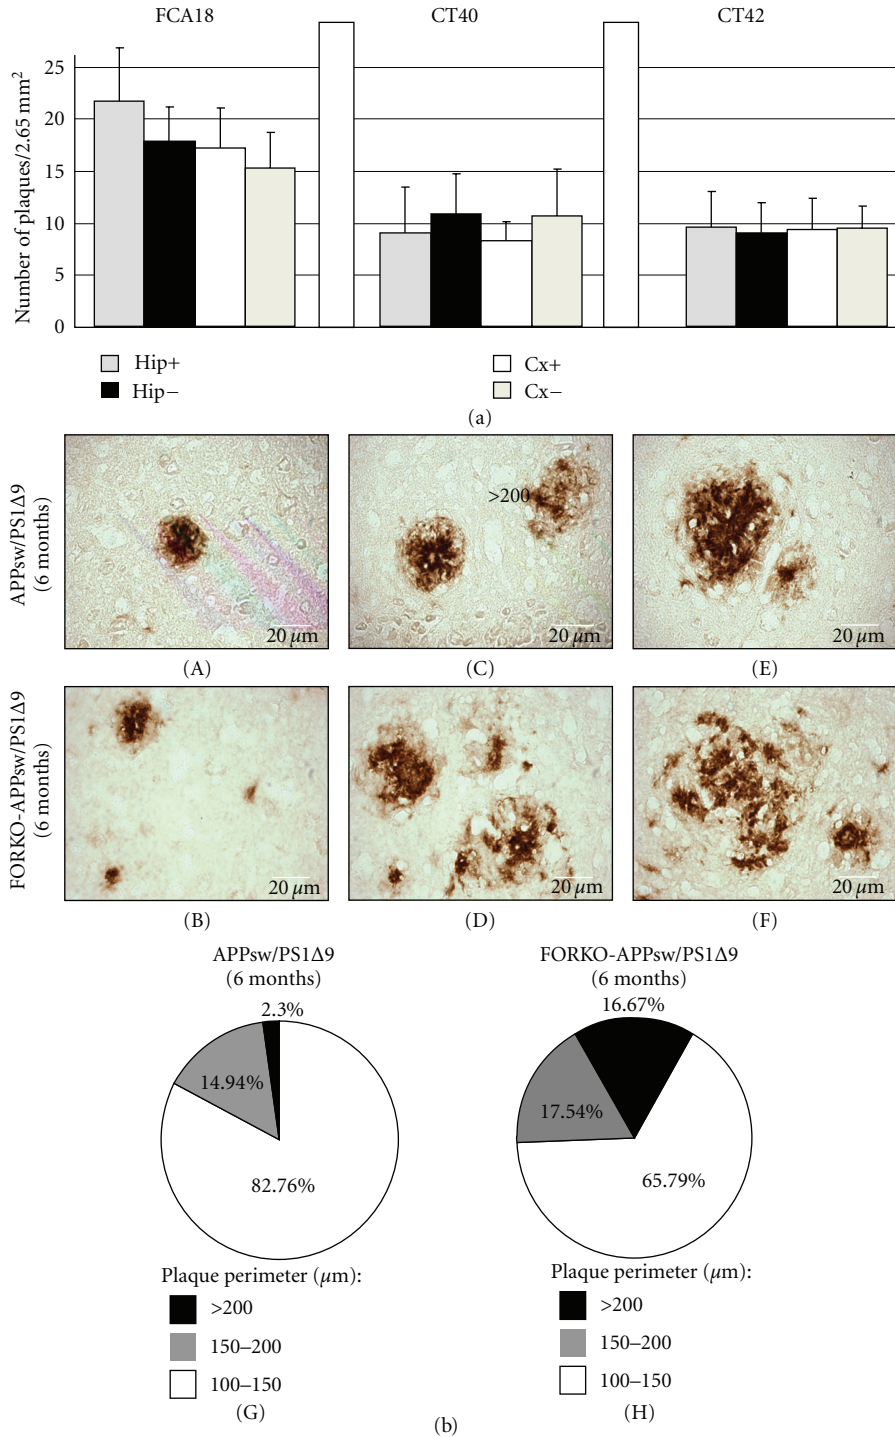 FCA18 CT40 CT42
Number of plaques/2.65 mm²
25
20
15
10
5
0
Hip+ Cx+
Hip− Cx−
(a)
APPsw/PS1Δ9
(6 months)
>200
20 μm 20 μm 20 μm
(A) (C) (E)
FORKO-APPsw/PS1Δ9
(6 months)
20 μm 20 μm 20 μm
(B) (D) (F)
APPsw/PS1Δ9 FORKO-APPsw/PS1Δ9
(6 months) (6 months)
2.3% 16.67%
14.94% 17.54%
82.76% 65.79%
Plaque perimeter (μm): Plaque perimeter (μm):
>200 >200
150–200 150–200
100–150 100–150
(G) (H)
(b)